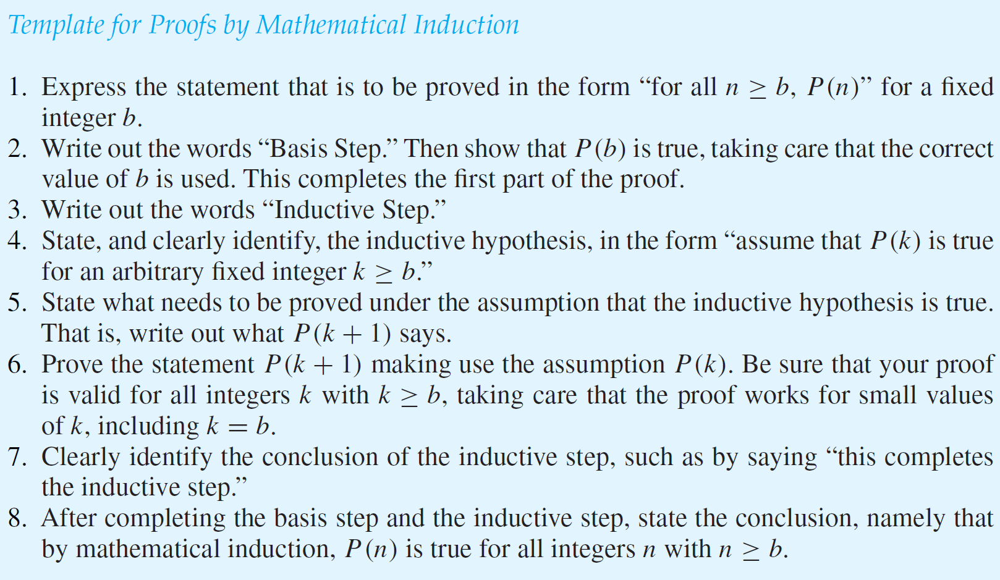 Template for Proofs by Mathematical Induction
1. Express the statement that is to be proved in the form “for all n ≥ b, P(n)” for a fixed
integer b.
2. Write out the words “Basis Step.” Then show that P(b) is true, taking care that the correct
value of b is used. This completes the first part of the proof.
3. Write out the words “Inductive Step.”
4. State, and clearly identify, the inductive hypothesis, in the form “assume that P(k) is true
for an arbitrary fixed integer k ≥ b.”
5. State what needs to be proved under the assumption that the inductive hypothesis is true.
That is, write out what P(k + 1) says.
6. Prove the statement P(k + 1) making use the assumption P(k). Be sure that your proof
is valid for all integers k with k ≥ b, taking care that the proof works for small values
of k, including k = b.
7. Clearly identify the conclusion of the inductive step, such as by saying “this completes
the inductive step.”
8. After completing the basis step and the inductive step, state the conclusion, namely that
by mathematical induction, P(n) is true for all integers n with n ≥ b.